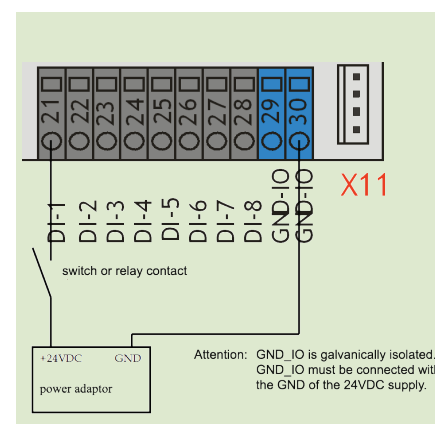 21 22 23 24 25 26 27 28 29 30
X11
DI-1 DI-2 DI-3 DI-4 DI-5 DI-6 DI-7 DI-8 GND-IO GND-IO
switch or relay contact
+24VDC GND
power adaptor
Attention: GND_IO is galvanically isolated.
GND_IO must be connected with
the GND of the 24VDC supply.